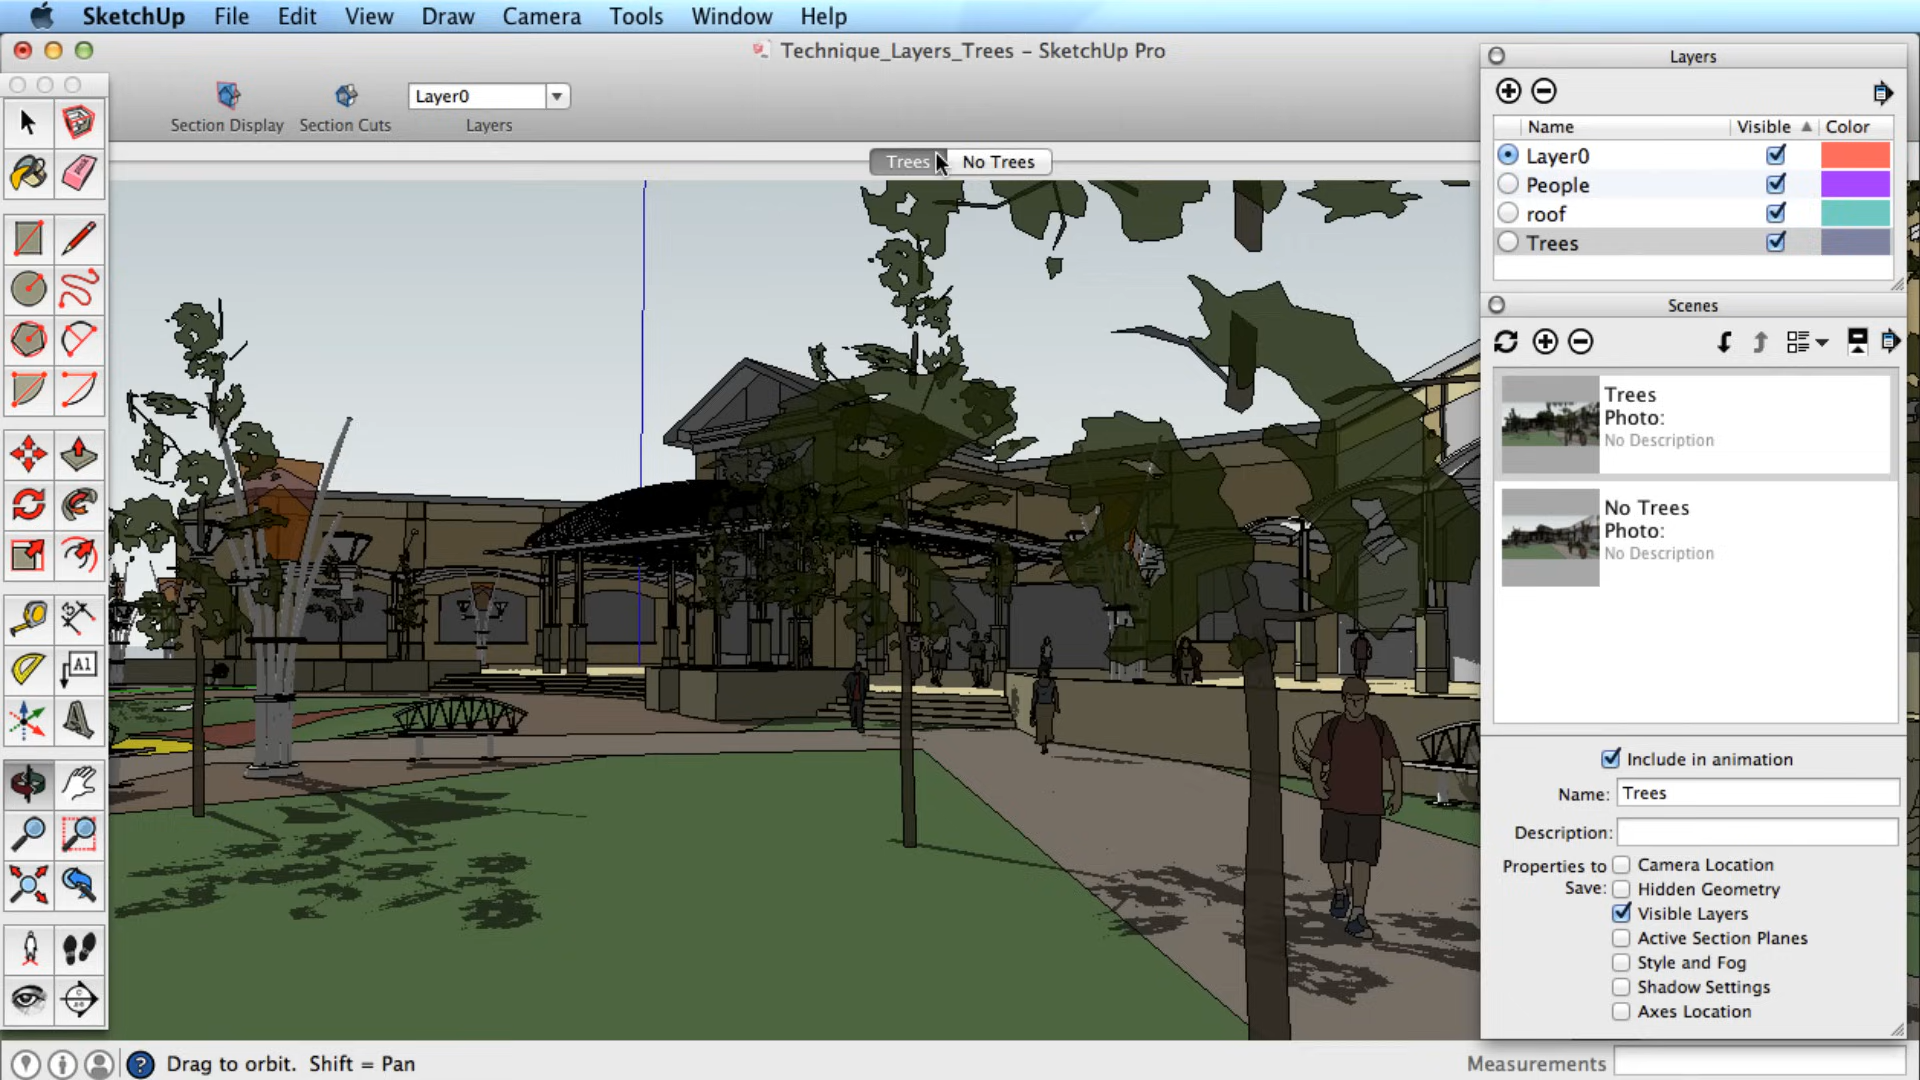 SketchUp File Edit View Draw Camera Tools Window Help
Technique_Layers_Trees - SketchUp Pro
Layer0
Section Display Section Cuts Layers
Trees No Trees
Layers
Name Visible Color
Layer0
People
roof
Trees
Scenes
Trees
Photo:
No Description
No Trees
Photo:
No Description
Include in animation
Name: Trees
Description:
Properties to Save:
Camera Location
Hidden Geometry
Visible Layers
Active Section Planes
Style and Fog
Shadow Settings
Axes Location
A1
? Drag to orbit. Shift = Pan
Measurements